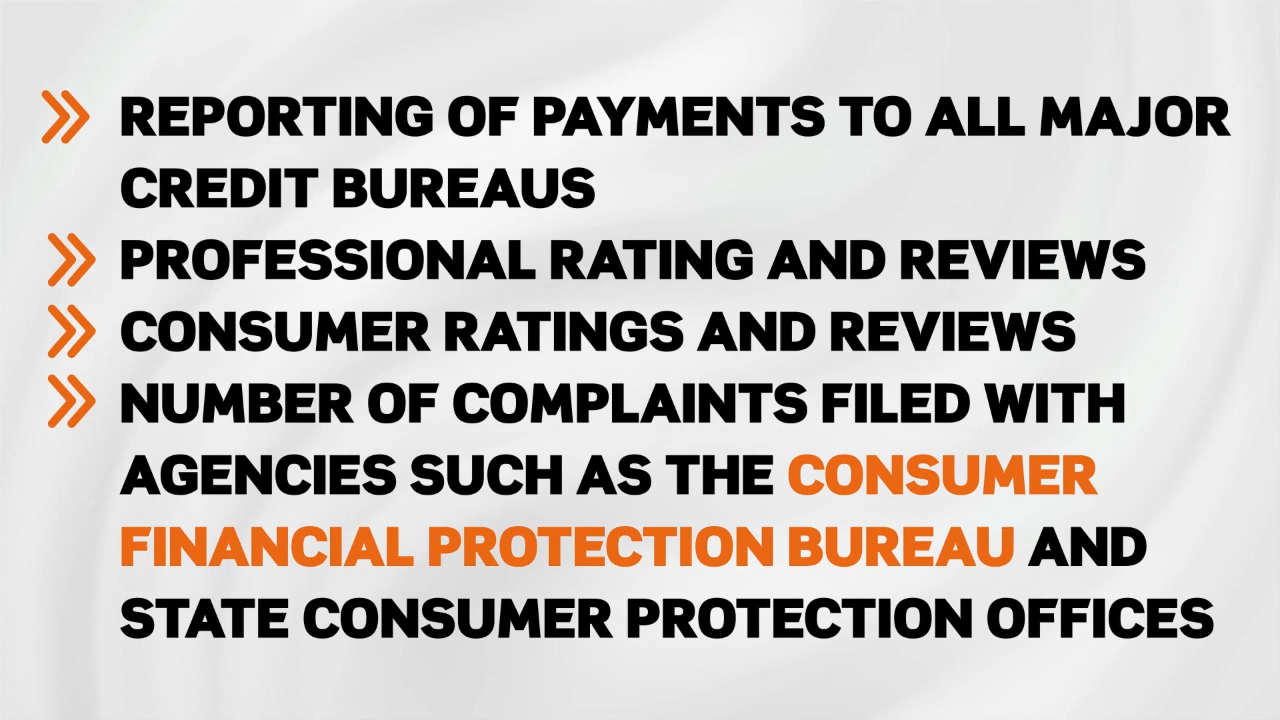 REPORTING OF PAYMENTS TO ALL MAJOR
CREDIT BUREAUS
PROFESSIONAL RATING AND REVIEWS
CONSUMER RATINGS AND REVIEWS
NUMBER OF COMPLAINTS FILED WITH
AGENCIES SUCH AS THE CONSUMER
FINANCIAL PROTECTION BUREAU AND
STATE CONSUMER PROTECTION OFFICES